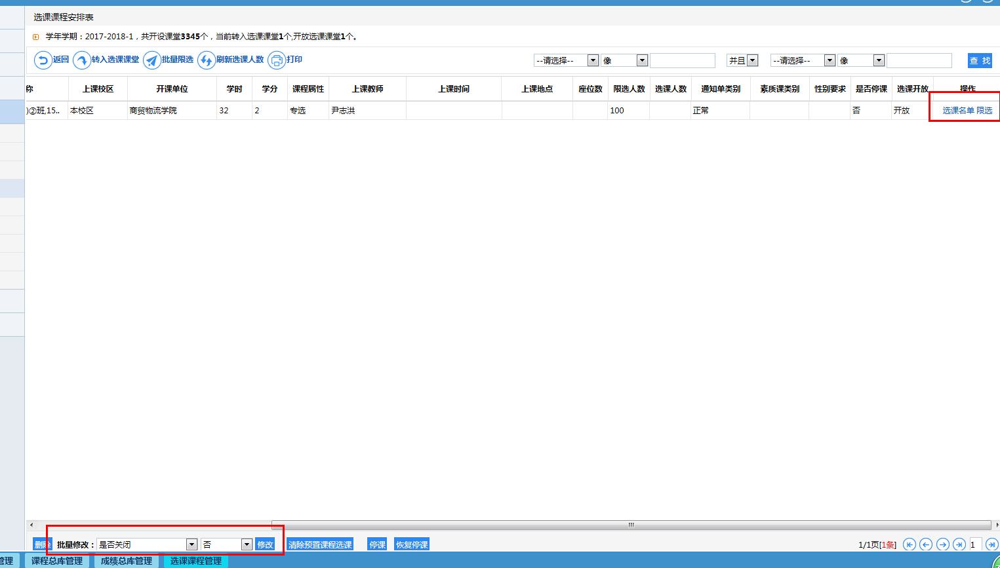 选课课程安排表
学年学期：2017-2018-1，共开设课堂3345个，当前转入选课课堂1个,开放选课课堂1个。
返回 转入选课课堂 批量限选 刷新选课人数 打印 --请选择-- 像 并且 --请选择-- 像 查 找
称 上课校区 开课单位 学时 学分 课程属性 上课教师 上课时间 上课地点 座位数 限选人数 选课人数 通知单类别 素质课类别 性别要求 是否停课 选课开放 操作
)②班,15.. 本校区 商贸物流学院 32 2 专选 尹志洪 100 正常 否 开放 选课名单 限选
删除 批量修改：是否关闭 否 修改 清除预置课程选课 停课 恢复停课 1/1页[1条] 1
管理 课程总库管理 成绩总库管理 选课课程管理